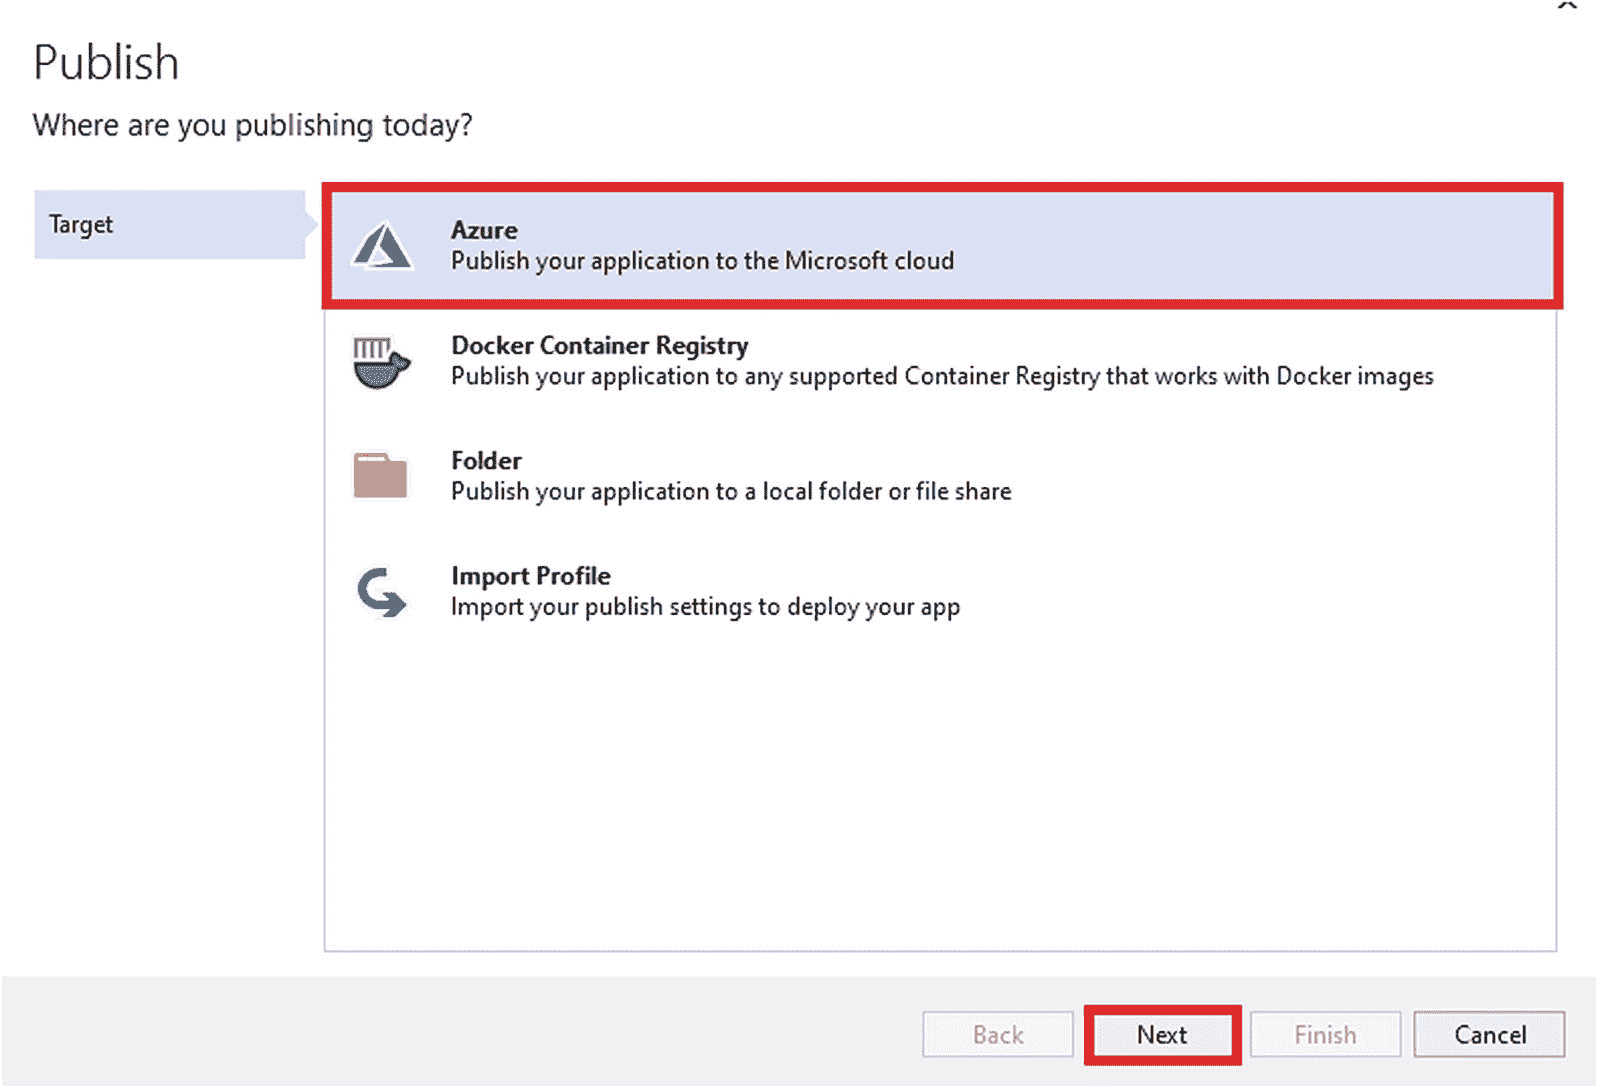 Publish
Where are you publishing today?
Target
Azure
Publish your application to the Microsoft cloud
Docker Container Registry
Publish your application to any supported Container Registry that works with Docker images
Folder
Publish your application to a local folder or file share
Import Profile
Import your publish settings to deploy your app
Back
Next
Finish
Cancel